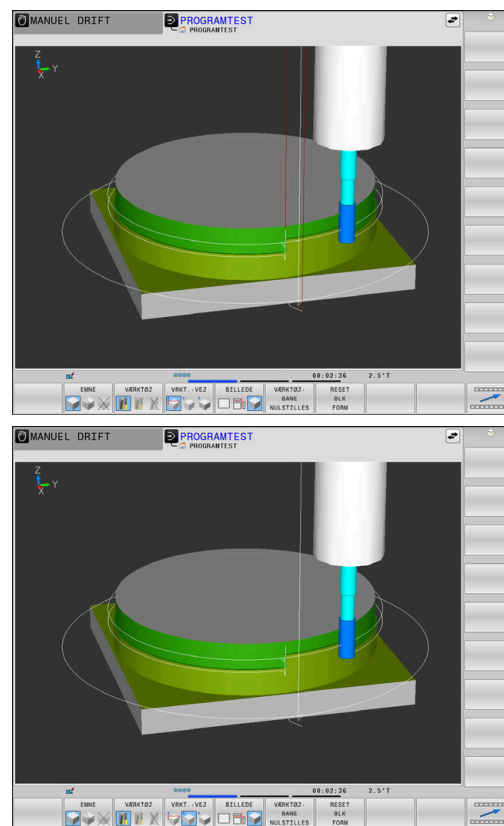 MANUEL DRIFT
PROGRAMTEST
PROGRAMTEST
Z
Y
X
00:02:36 2.5*T
EMNE
VÆRKTØJ
VRKT.-VEJ
BILLEDE
VÆRKTØJ-
BANE
NULSTILLES
RESET
BLK
FORM
MANUEL DRIFT
PROGRAMTEST
PROGRAMTEST
Z
Y
X
00:02:36 2.5*T
EMNE
VÆRKTØJ
VRKT.-VEJ
BILLEDE
VÆRKTØJ-
BANE
NULSTILLES
RESET
BLK
FORM